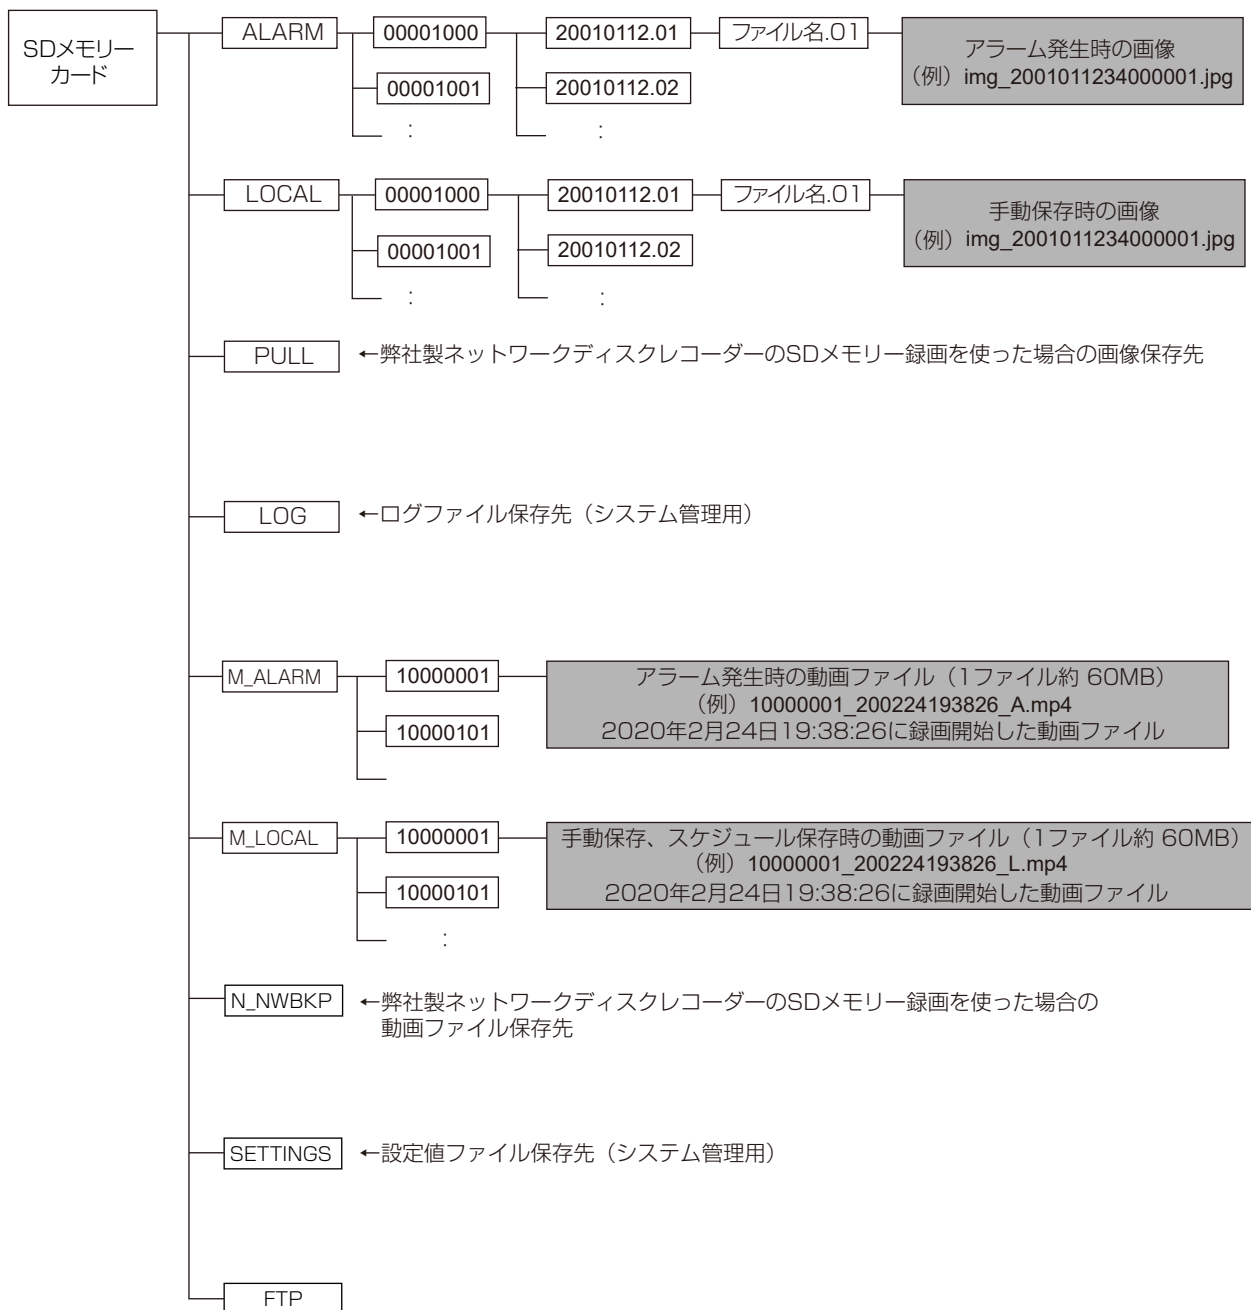 SDメモリー
カード
ALARM
00001000
20010112.01
ファイル名.01
アラーム発生時の画像
（例）img_2001011234000001.jpg
00001001
20010112.02
:
:
LOCAL
00001000
20010112.01
ファイル名.01
手動保存時の画像
（例）img_2001011234000001.jpg
00001001
20010112.02
:
:
PULL
←弊社製ネットワークディスクレコーダーのSDメモリー録画を使った場合の画像保存先
LOG
←ログファイル保存先（システム管理用）
M_ALARM
10000001
アラーム発生時の動画ファイル（1ファイル約 60MB）
（例）10000001_200224193826_A.mp4
2020年2月24日19:38:26に録画開始した動画ファイル
10000101
M_LOCAL
10000001
手動保存、スケジュール保存時の動画ファイル（1ファイル約 60MB）
（例）10000001_200224193826_L.mp4
2020年2月24日19:38:26に録画開始した動画ファイル
10000101
:
N_NWBKP
←弊社製ネットワークディスクレコーダーのSDメモリー録画を使った場合の
動画ファイル保存先
SETTINGS
←設定値ファイル保存先（システム管理用）
FTP